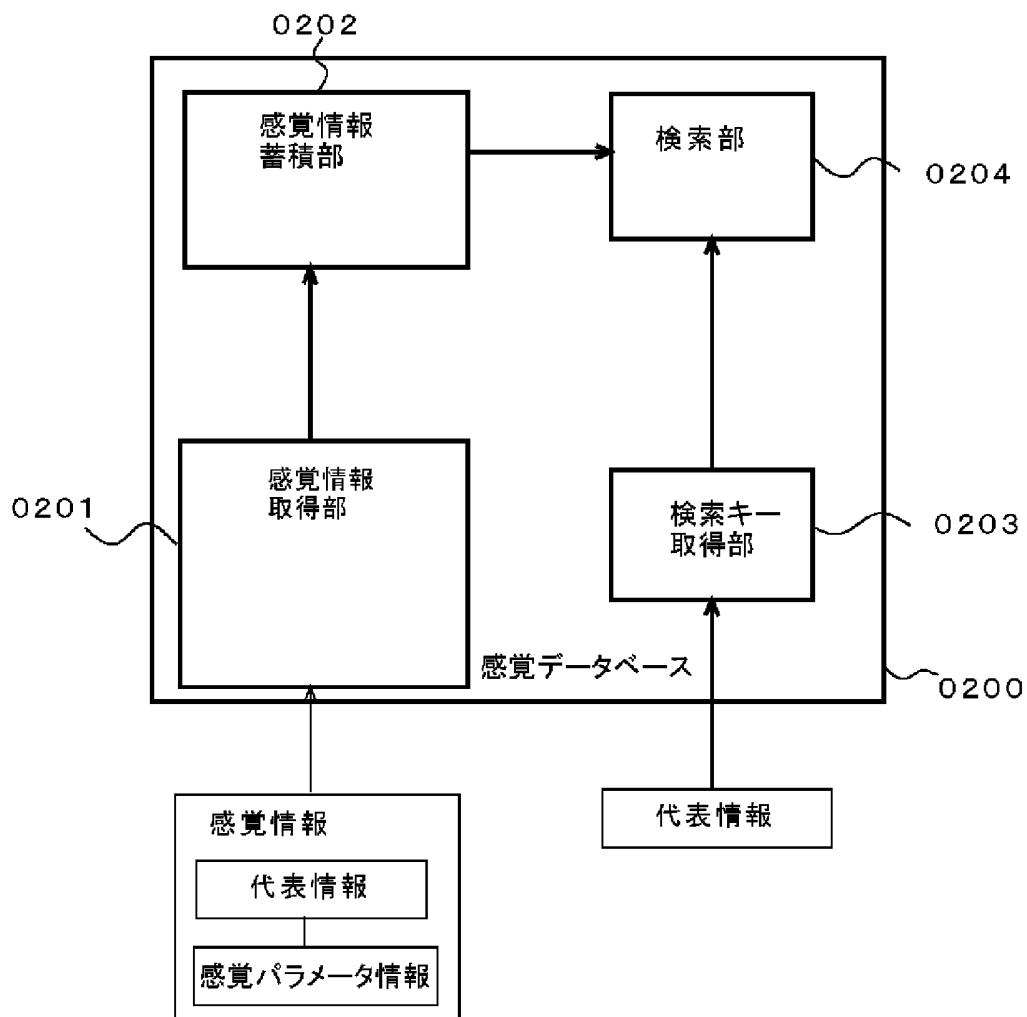 ０２０２
感覚情報
蓄積部
検索部
０２０４
感覚情報
取得部
０２０１
検索キー
取得部
０２０３
感覚データベース
０２００
感覚情報
代表情報
感覚パラメータ情報
代表情報